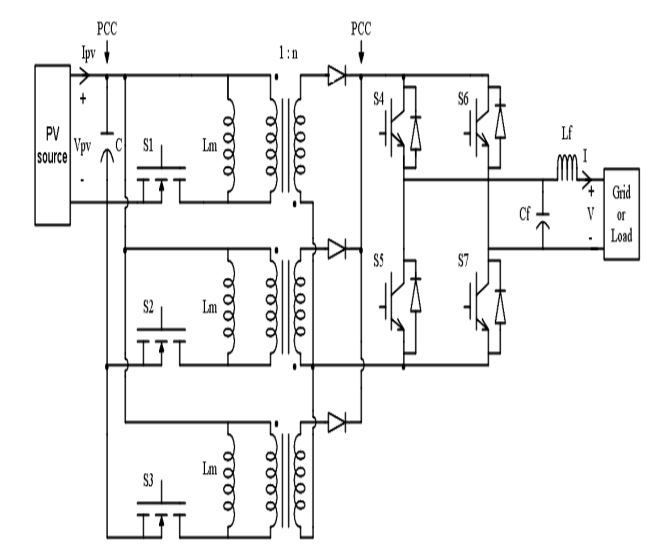 PCC
PCC
Ipv
1 : n
+
PV
source
Vpv
C
-
S1
Lm
S4
S6
Lf
I
+
Cf
V
-
Grid
or
Load
S2
Lm
S5
S7
S3
Lm